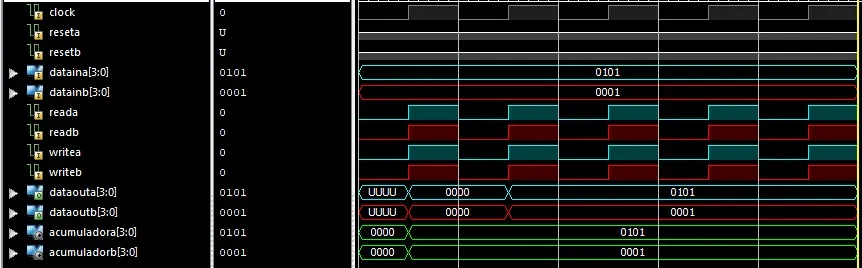 clock 0
reseta U
resetb U
dataina[3:0] 0101 0101
datainb[3:0] 0001 0001
reada 0
readb 0
writea 0
writeb 0
dataouta[3:0] 0101 UUUU 0000 0101
dataoutb[3:0] 0001 UUUU 0000 0001
acumuladora[3:0] 0101 0000 0101
acumuladorb[3:0] 0001 0000 0001